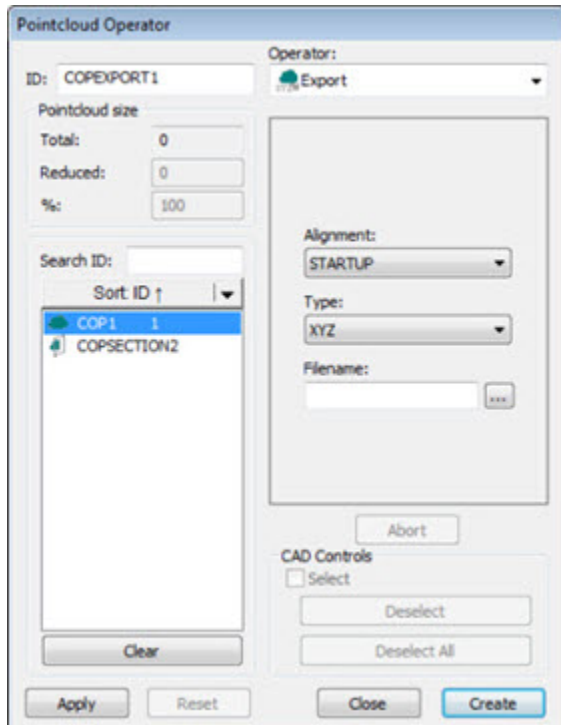 Pointcloud Operator
ID: COPEXPORT1
Operator:
Export
Pointcloud size
Total: 0
Reduced: 0
%: 100
Search ID:
Sort: ID ↑
COP1 1
COPSECTION2
Clear
Alignment:
STARTUP
Type:
XYZ
Filename:
...
Abort
CAD Controls
Select
Deselect
Deselect All
Apply Reset Close Create